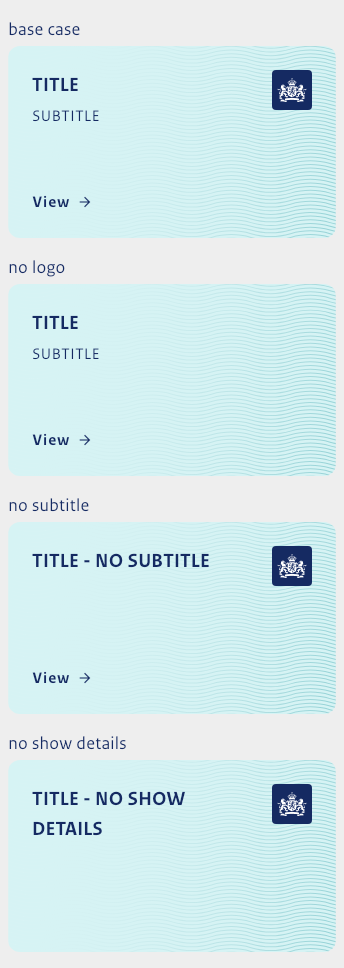 base case
TITLE
SUBTITLE
View →
no logo
TITLE
SUBTITLE
View →
no subtitle
TITLE - NO SUBTITLE
View →
no show details
TITLE - NO SHOW
DETAILS